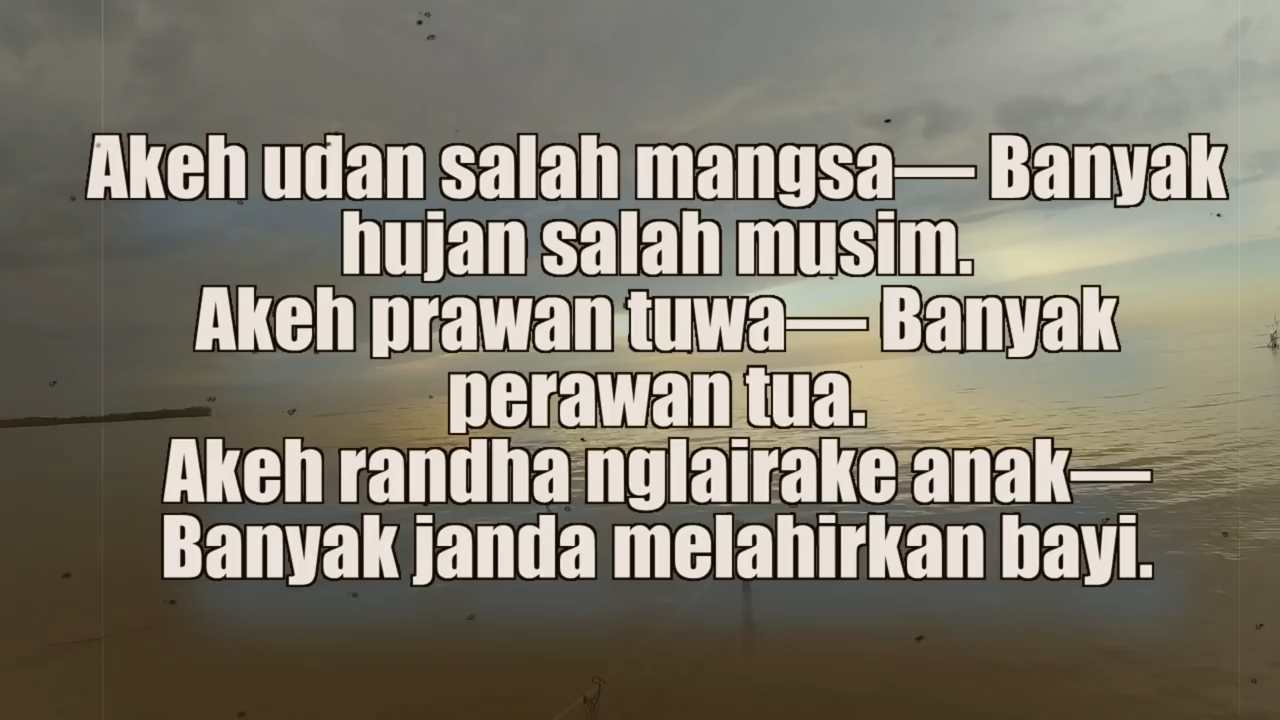 Akeh udan salah mangsa— Banyak
hujan salah musim.
Akeh prawan tuwa— Banyak
perawan tua.
Akeh randha nglairake anak—
Banyak janda melahirkan bayi.